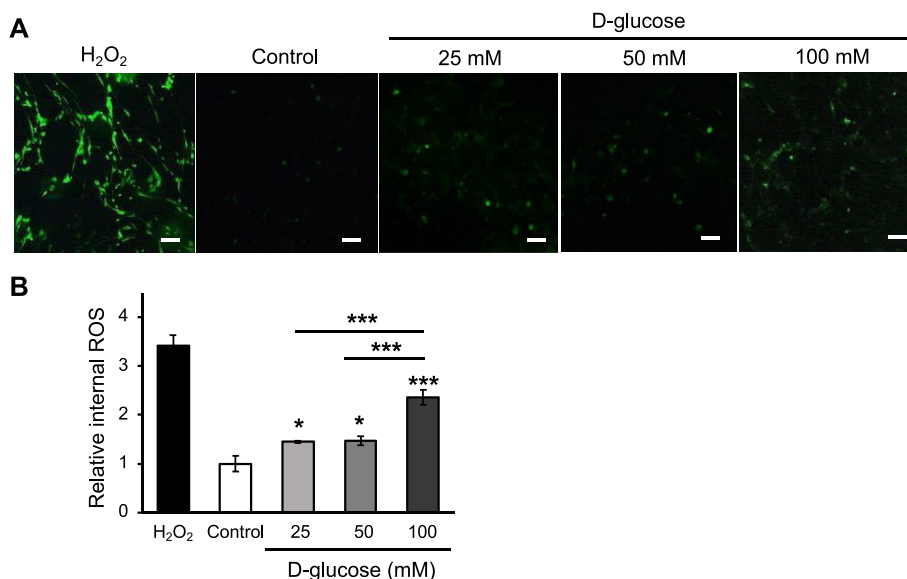 A
D-glucose
H₂O₂ Control 25 mM 50 mM 100 mM
B
Relative internal ROS
4
3
2
1
0
***
***
***
* *
H₂O₂ Control 25 50 100
D-glucose (mM)